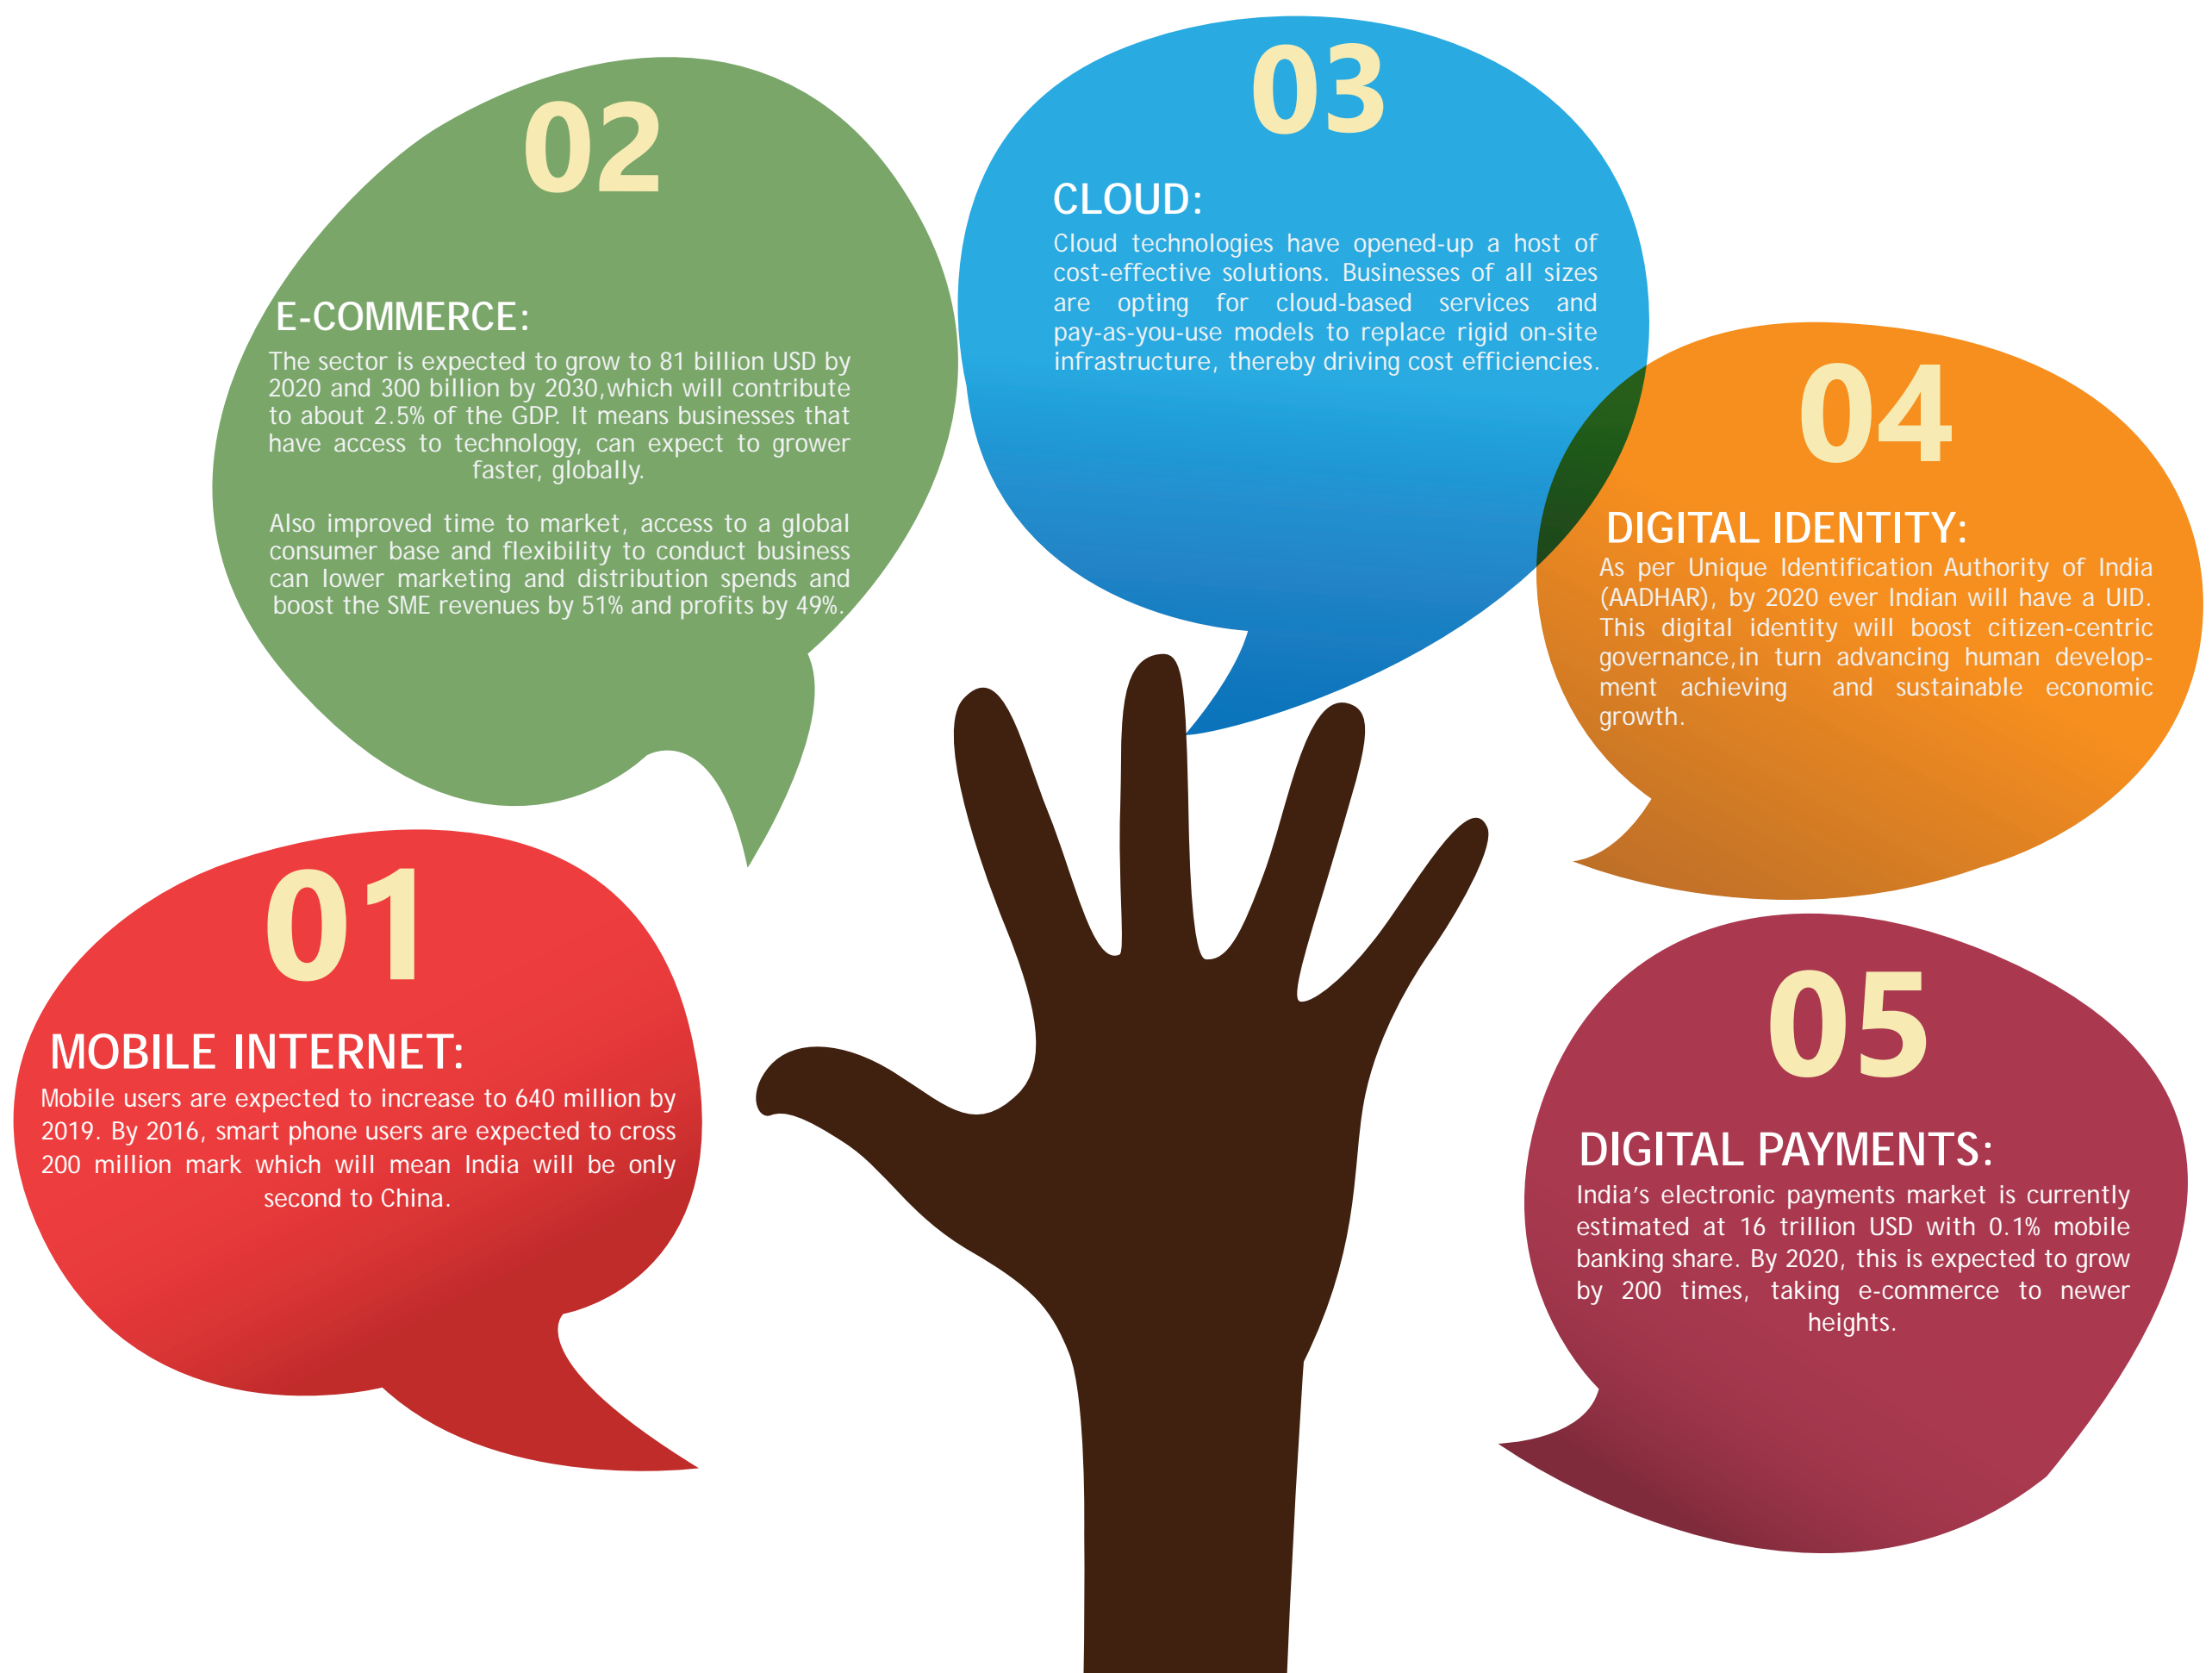 01
MOBILE INTERNET:
Mobile users are expected to increase to 640 million by
2019. By 2016, smart phone users are expected to cross
200 million mark which will mean India will be only
second to China.
02
E-COMMERCE:
The sector is expected to grow to 81 billion USD by
2020 and 300 billion by 2030,which will contribute
to about 2.5% of the GDP. It means businesses that
have access to technology, can expect to grower
faster, globally.
Also improved time to market, access to a global
consumer base and flexibility to conduct business
can lower marketing and distribution spends and
boost the SME revenues by 51% and profits by 49%.
03
CLOUD:
Cloud technologies have opened-up a host of
cost-effective solutions. Businesses of all sizes
are opting for cloud-based services and
pay-as-you-use models to replace rigid on-site
infrastructure, thereby driving cost efficiencies.
04
DIGITAL IDENTITY:
As per Unique Identification Authority of India
(AADHAR), by 2020 ever Indian will have a UID.
This digital identity will boost citizen-centric
governance,in turn advancing human develop-
ment achieving and sustainable economic
growth.
05
DIGITAL PAYMENTS:
India’s electronic payments market is currently
estimated at 16 trillion USD with 0.1% mobile
banking share. By 2020, this is expected to grow
by 200 times, taking e-commerce to newer
heights.